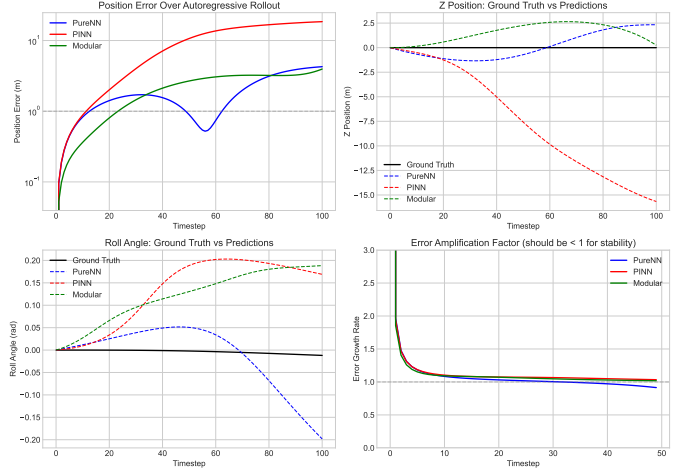 Position Error Over Autoregressive Rollout
PureNN
PINN
Modular
Position Error (m)
10¹
10⁰
10⁻¹
0
20
40
60
80
100
Timestep
Z Position: Ground Truth vs Predictions
Z Position (m)
2.5
0.0
−2.5
−5.0
−7.5
−10.0
−12.5
−15.0
Ground Truth
PureNN
PINN
Modular
0
20
40
60
80
100
Timestep
Roll Angle: Ground Truth vs Predictions
Ground Truth
PureNN
PINN
Modular
Roll Angle (rad)
0.20
0.15
0.10
0.05
0.00
−0.05
−0.10
−0.15
−0.20
0
20
40
60
80
100
Timestep
Error Amplification Factor (should be < 1 for stability)
PureNN
PINN
Modular
Error Growth Rate
3.0
2.5
2.0
1.5
1.0
0.5
0.0
0
10
20
30
40
50
Timestep